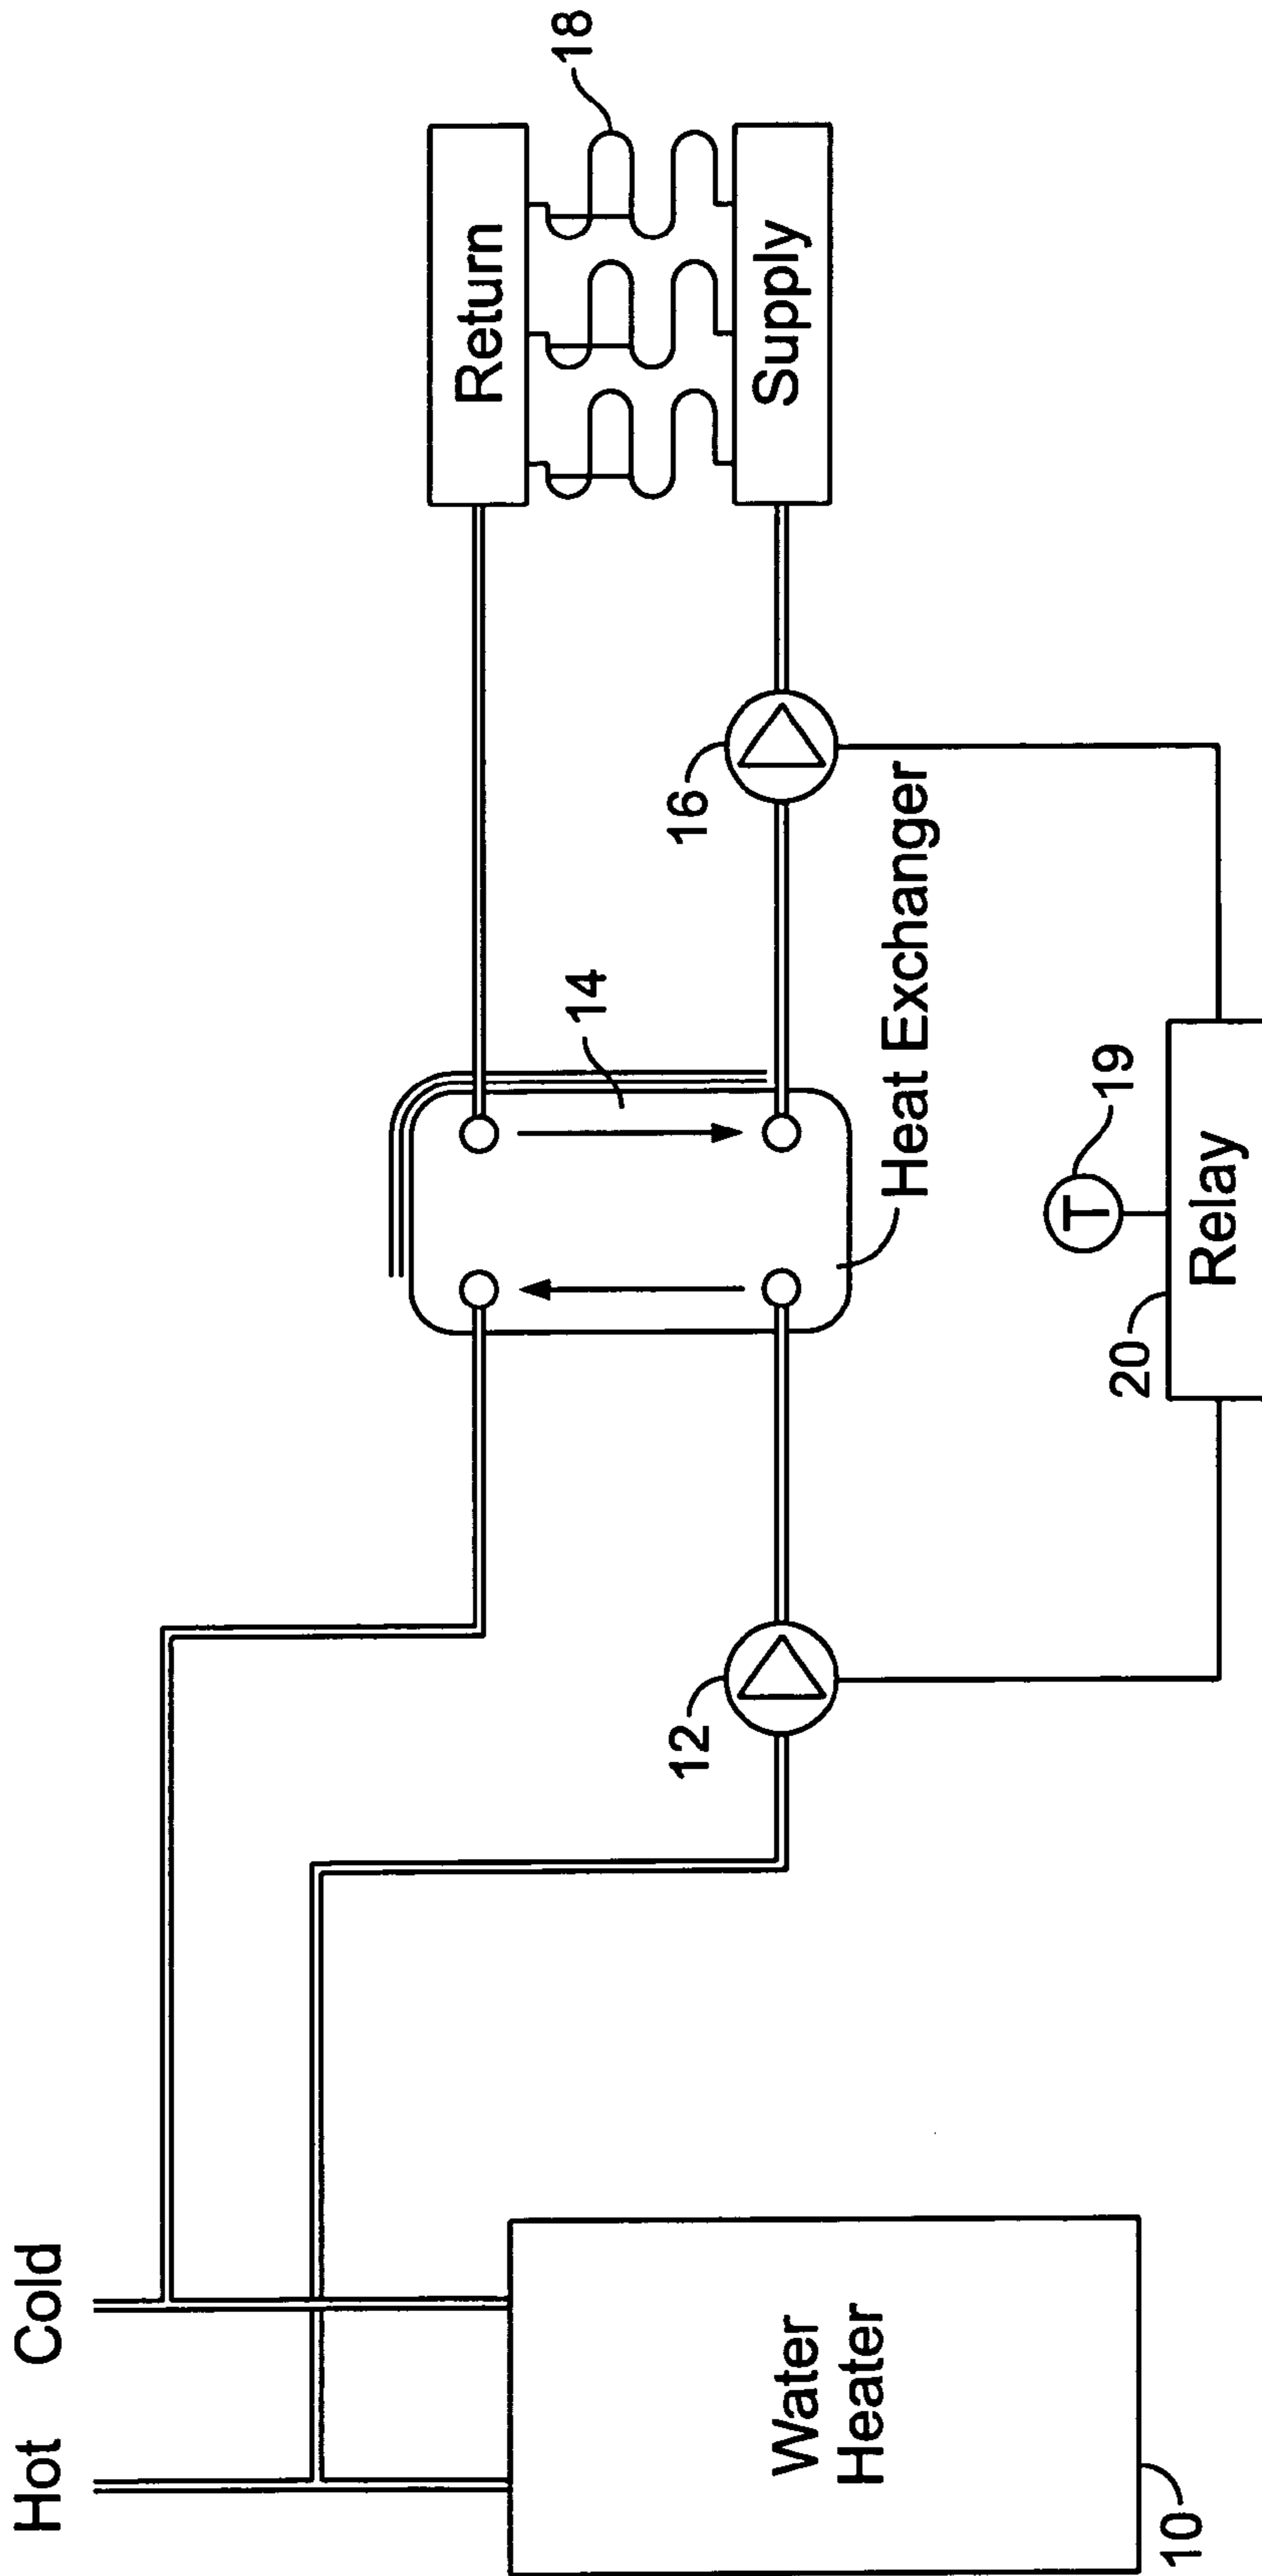 Hot
Cold
Water
Heater
10
12
14
Heat Exchanger
16
Return
Supply
18
19
20
Relay